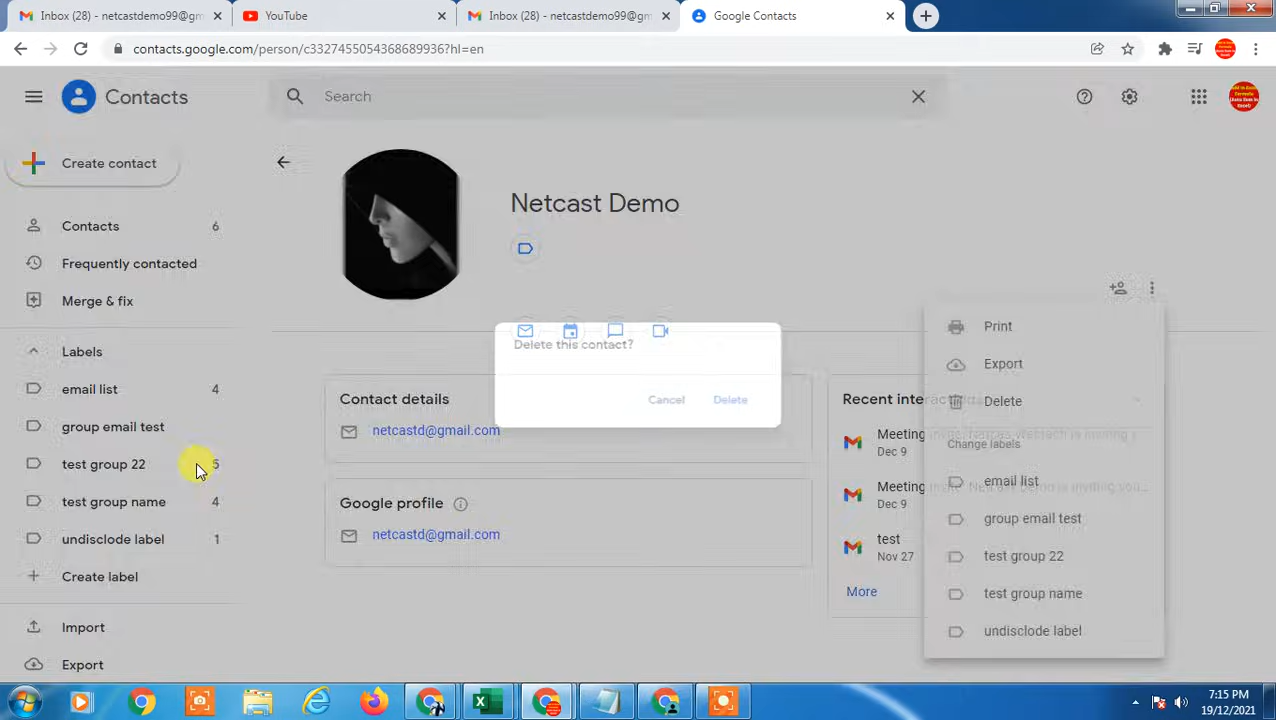 Inbox (28) - netcastdemo99@gm
YouTube
Inbox (28) - netcastdemo99@gm
Google Contacts
contacts.google.com/person/c3327455054368689936?hl=en
Contacts
Search
Create contact
Netcast Demo
Contacts 6
Frequently contacted
Merge & fix
Labels
email list 4
group email test
test group 22 5
test group name 4
undisclode label 1
Create label
Import
Export
Delete this contact?
Cancel
Delete
Contact details
netcastd@gmail.com
Google profile
netcastd@gmail.com
Recent inter
Meeting
Dec 9
Meeting
Dec 9
test
Nov 27
More
Print
Export
Delete
Change labels
email list
group email test
test group 22
test group name
undisclode label
7:15 PM
19/12/2021